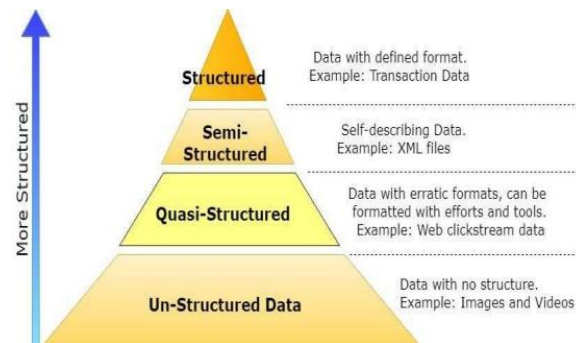 More Structured
Structured
Data with defined format.
Example: Transaction Data
Semi-
Structured
Self-describing Data.
Example: XML files
Quasi-Structured
Data with erratic formats, can be
formatted with efforts and tools.
Example: Web clickstream data
Un-Structured Data
Data with no structure.
Example: Images and Videos